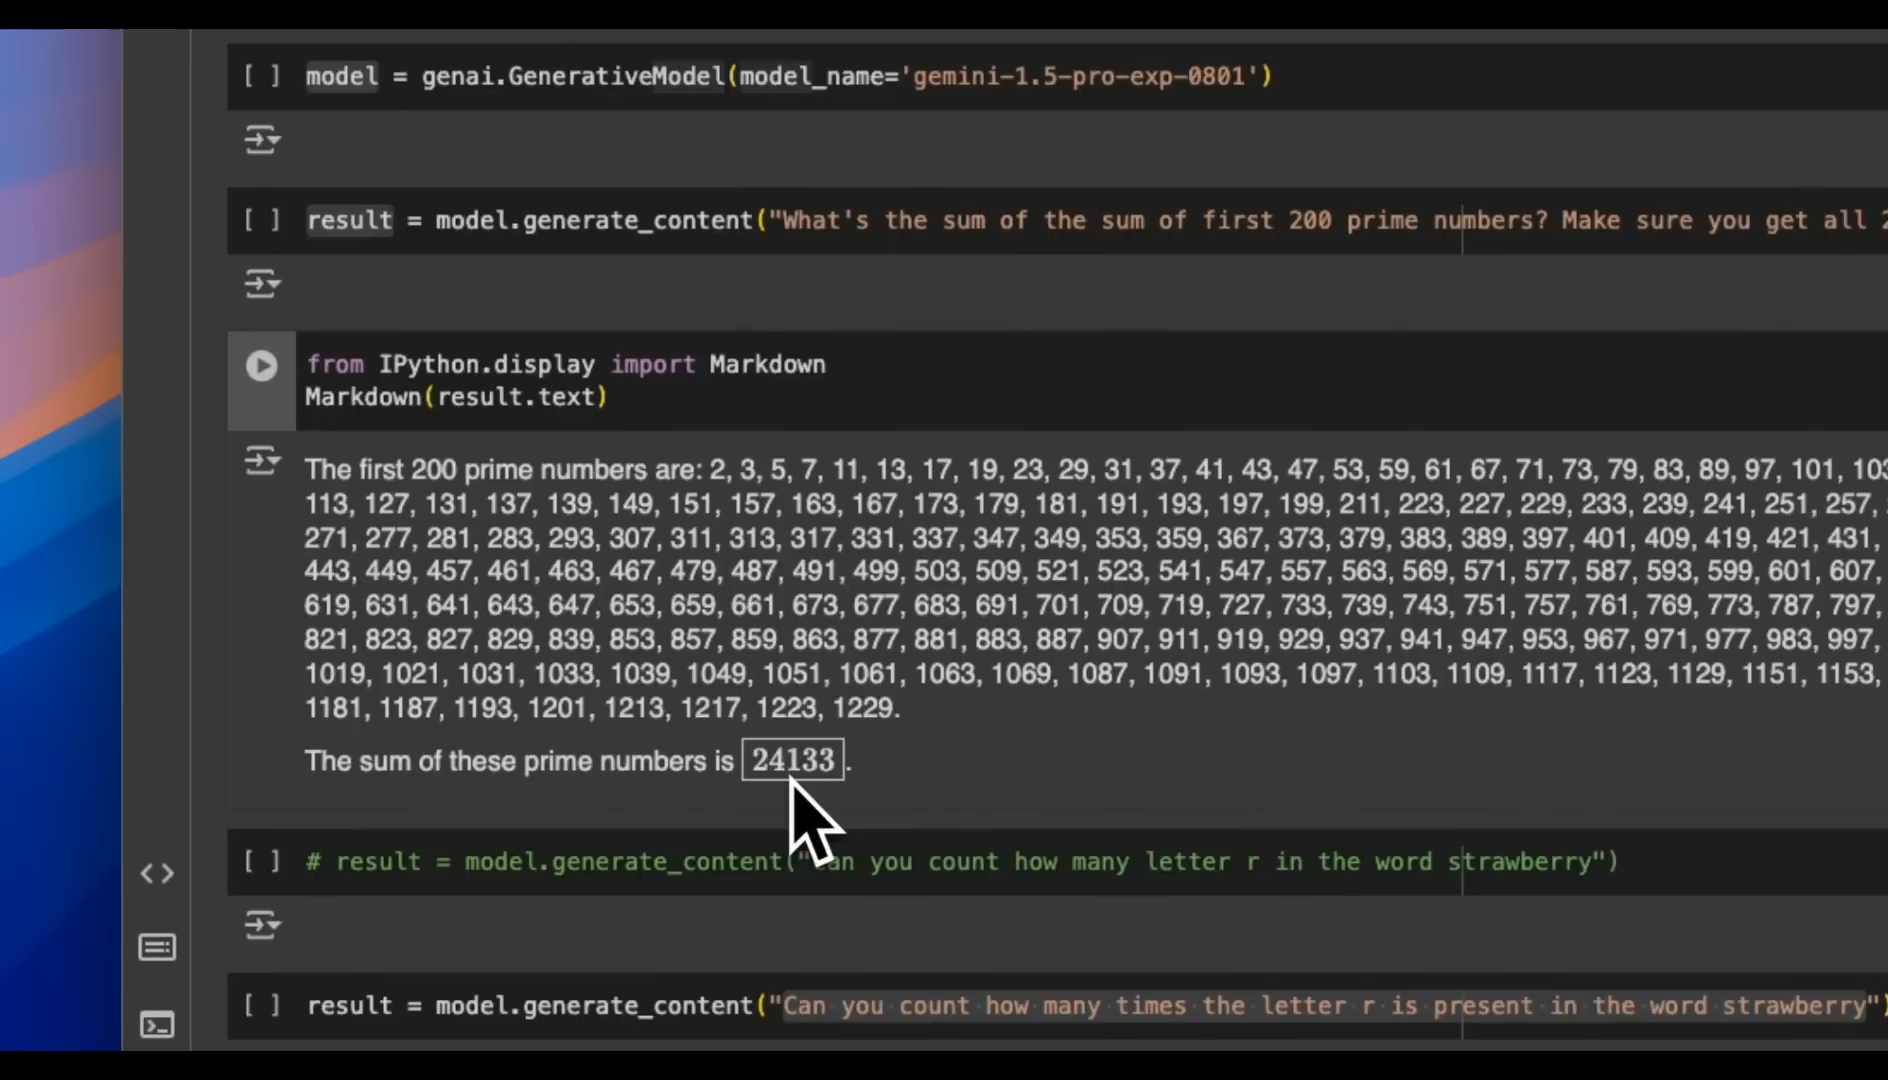 [ ] model = genai.GenerativeModel(model_name='gemini-1.5-pro-exp-0801')
[ ] result = model.generate_content("What's the sum of the sum of first 200 prime numbers? Make sure you get all
from IPython.display import Markdown
Markdown(result.text)
The first 200 prime numbers are: 2, 3, 5, 7, 11, 13, 17, 19, 23, 29, 31, 37, 41, 43, 47, 53, 59, 61, 67, 71, 73, 79, 83, 89, 97, 101, 103
113, 127, 131, 137, 139, 149, 151, 157, 163, 167, 173, 179, 181, 191, 193, 197, 199, 211, 223, 227, 229, 233, 239, 241, 251, 257,
271, 277, 281, 283, 293, 307, 311, 313, 317, 331, 337, 347, 349, 353, 359, 367, 373, 379, 383, 389, 397, 401, 409, 419, 421, 431,
443, 449, 457, 461, 463, 467, 479, 487, 491, 499, 503, 509, 521, 523, 541, 547, 557, 563, 569, 571, 577, 587, 593, 599, 601, 607,
619, 631, 641, 643, 647, 653, 659, 661, 673, 677, 683, 691, 701, 709, 719, 727, 733, 739, 743, 751, 757, 761, 769, 773, 787, 797,
821, 823, 827, 829, 839, 853, 857, 859, 863, 877, 881, 883, 887, 907, 911, 919, 929, 937, 941, 947, 953, 967, 971, 977, 983, 997,
1019, 1021, 1031, 1033, 1039, 1049, 1051, 1061, 1063, 1069, 1087, 1091, 1093, 1097, 1103, 1109, 1117, 1123, 1129, 1151, 1153,
1181, 1187, 1193, 1201, 1213, 1217, 1223, 1229.
The sum of these prime numbers is 24133.
[ ] # result = model.generate_content("Can you count how many letter r in the word strawberry")
[ ] result = model.generate_content("Can you count how many times the letter r is present in the word strawberry")